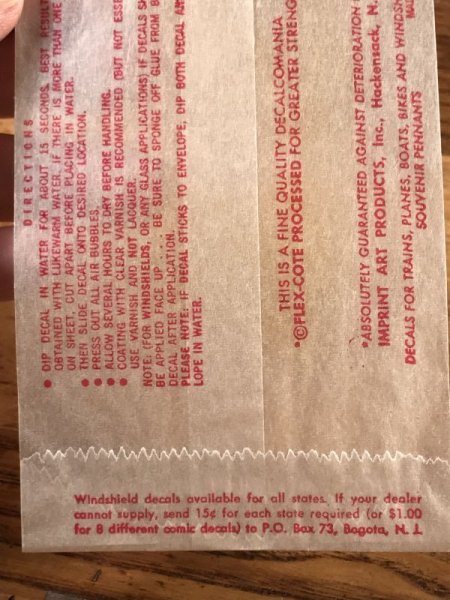 DIRECTIONS
• DIP DECAL IN WATER FOR ABOUT 15 SECONDS. BEST RESULT
OBTAINED WITH LUKEWARM WATER. IF THERE IS MORE THAN ONE
ON SHEET, CUT APART BEFORE PLACING IN WATER.
• THEN SLIDE DECAL ONTO DESIRED LOCATION.
• PRESS OUT ALL AIR BUBBLES.
• ALLOW SEVERAL HOURS TO DRY BEFORE HANDLING.
• COATING WITH CLEAR VARNISH IS RECOMMENDED (BUT NOT ESSE
USE VARNISH AND NOT LACQUER.
NOTE: (FOR WINDSHIELDS, OR ANY GLASS APPLICATIONS) IF DECALS SH
BE APPLIED FACE UP . . . BE SURE TO SPONGE OFF GLUE FROM
DECAL AFTER APPLICATION.
PLEASE NOTE: IF DECAL STICKS TO ENVELOPE, DIP BOTH DECAL AN
LOPE IN WATER.
THIS IS A FINE QUALITY DECALCOMANIA
*©FLEX-COTE PROCESSED FOR GREATER STRENG
*ABSOLUTELY GUARANTEED AGAINST DETERIORATION
IMPRINT ART PRODUCTS, Inc., Hackensack, N.
DECALS FOR TRAINS, PLANES, BOATS, BIKES AND WINDSH
SOUVENIR PENNANTS
Windshield decals available for all states. If your dealer
cannot supply, send 15¢ for each state required (or $1.00
for 8 different comic decals) to P.O. Box 73, Bogota, N. J.